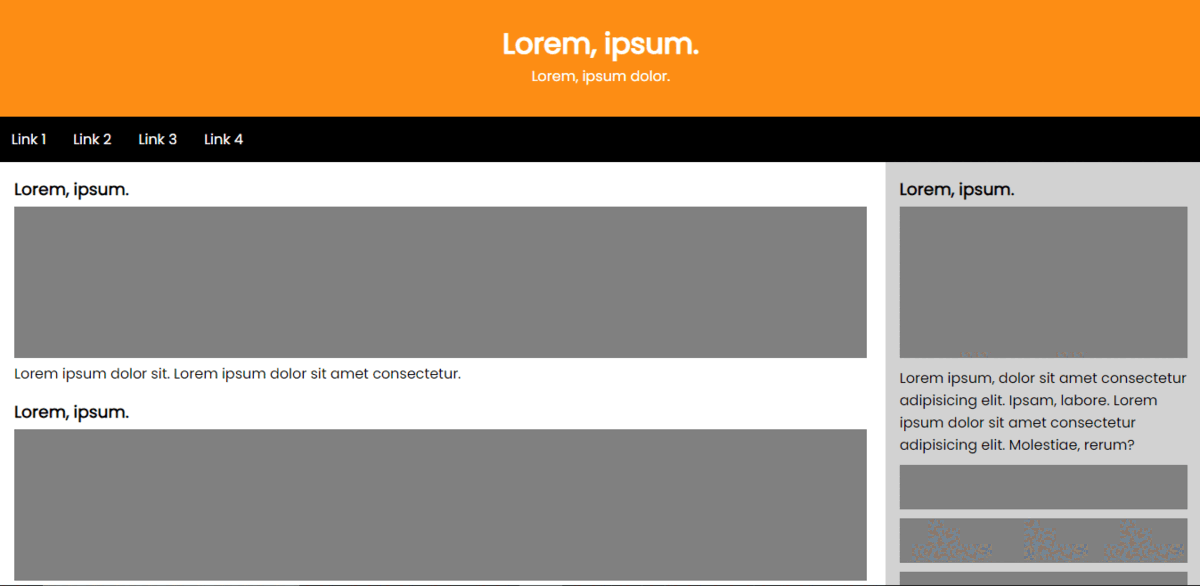 Lorem, ipsum.
Lorem, ipsum dolor.
Link 1 Link 2 Link 3 Link 4
Lorem, ipsum.
Lorem ipsum dolor sit. Lorem ipsum dolor sit amet consectetur.
Lorem, ipsum.
Lorem, ipsum.
Lorem ipsum, dolor sit amet consectetur
adipisicing elit. Ipsam, labore. Lorem
ipsum dolor sit amet consectetur
adipisicing elit. Molestiae, rerum?